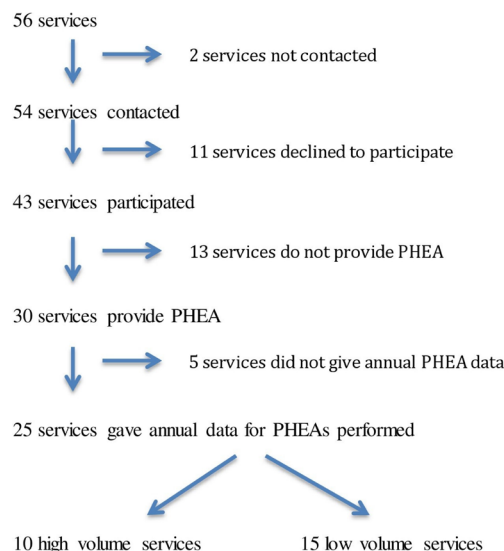 56 services
2 services not contacted
54 services contacted
11 services declined to participate
43 services participated
13 services do not provide PHEA
30 services provide PHEA
5 services did not give annual PHEA data
25 services gave annual data for PHEAs performed
10 high volume services
15 low volume services